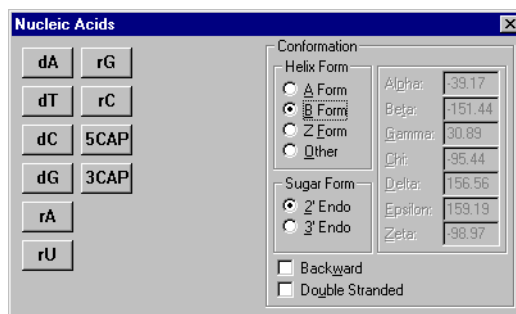 Nucleic Acids
dA rG
dT rC
dC 5CAP
dG 3CAP
rA
rU
Conformation
Helix Form
A Form
B Form
Z Form
Other
Sugar Form
2' Endo
3' Endo
Alpha: -39.17
Beta: -151.44
Gamma: 30.89
Chi: -95.44
Delta: 156.56
Epsilon: 159.19
Zeta: -98.97
Backward
Double Stranded